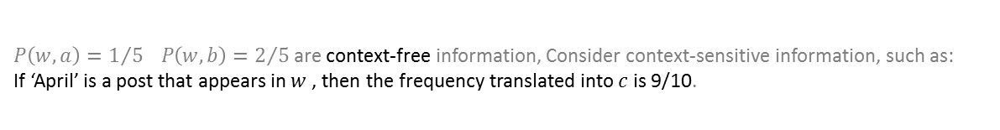 P(w, a) = 1/5 P(w, b) = 2/5 are context-free information, Consider context-sensitive information, such as:
If ‘April’ is a post that appears in w , then the frequency translated into c is 9/10.